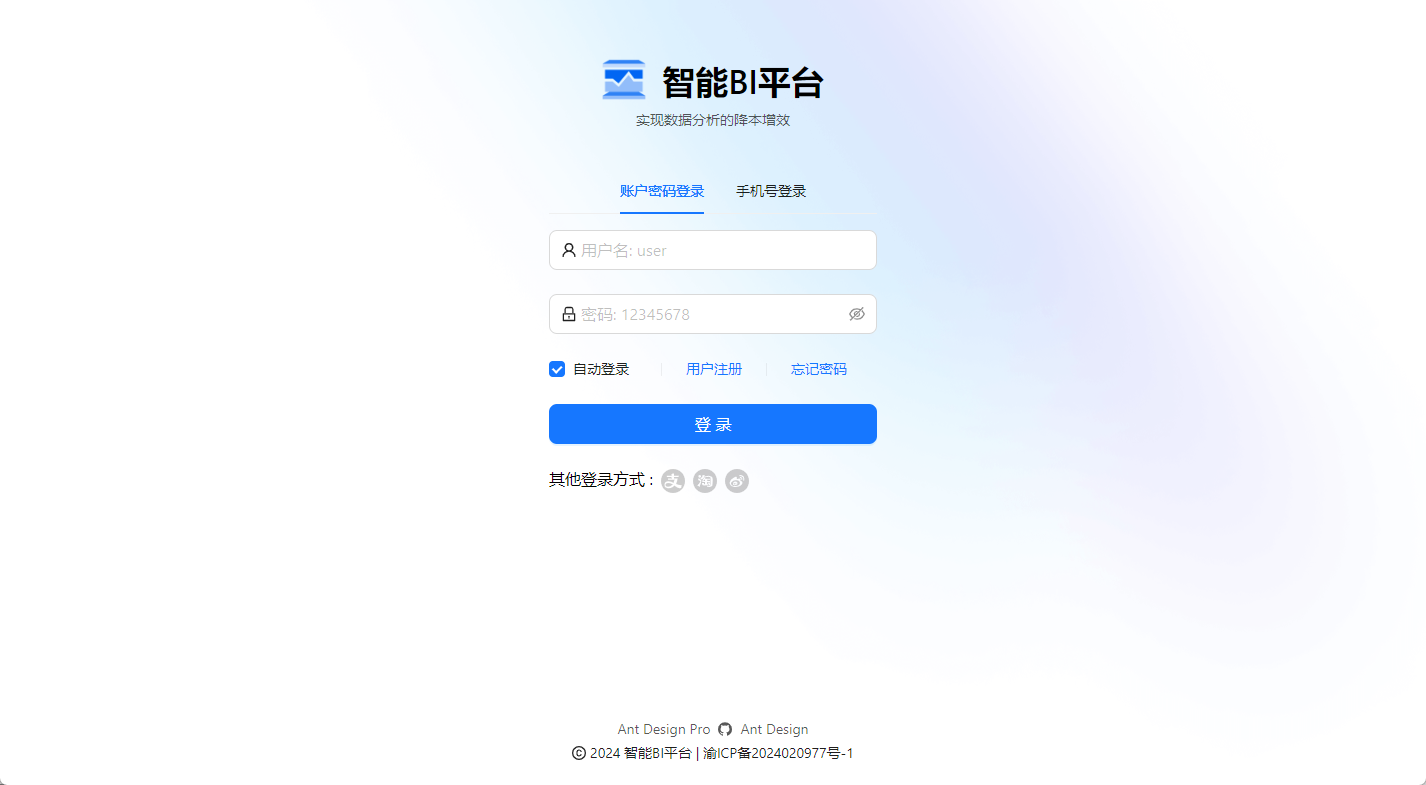 智能BI平台
实现数据分析的降本增效
账户密码登录 手机号登录
用户名: user
密码: 12345678
自动登录 用户注册 忘记密码
登 录
其他登录方式 : 支 淘
Ant Design Pro Ant Design
© 2024 智能BI平台 | 渝ICP备2024020977号-1